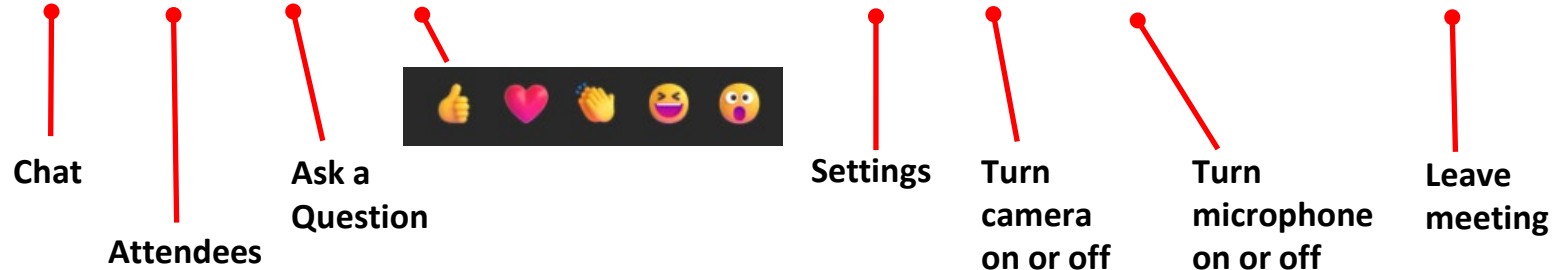 Chat
Attendees
Ask a
Question
Settings
Turn
camera
on or off
Turn
microphone
on or off
Leave
meeting